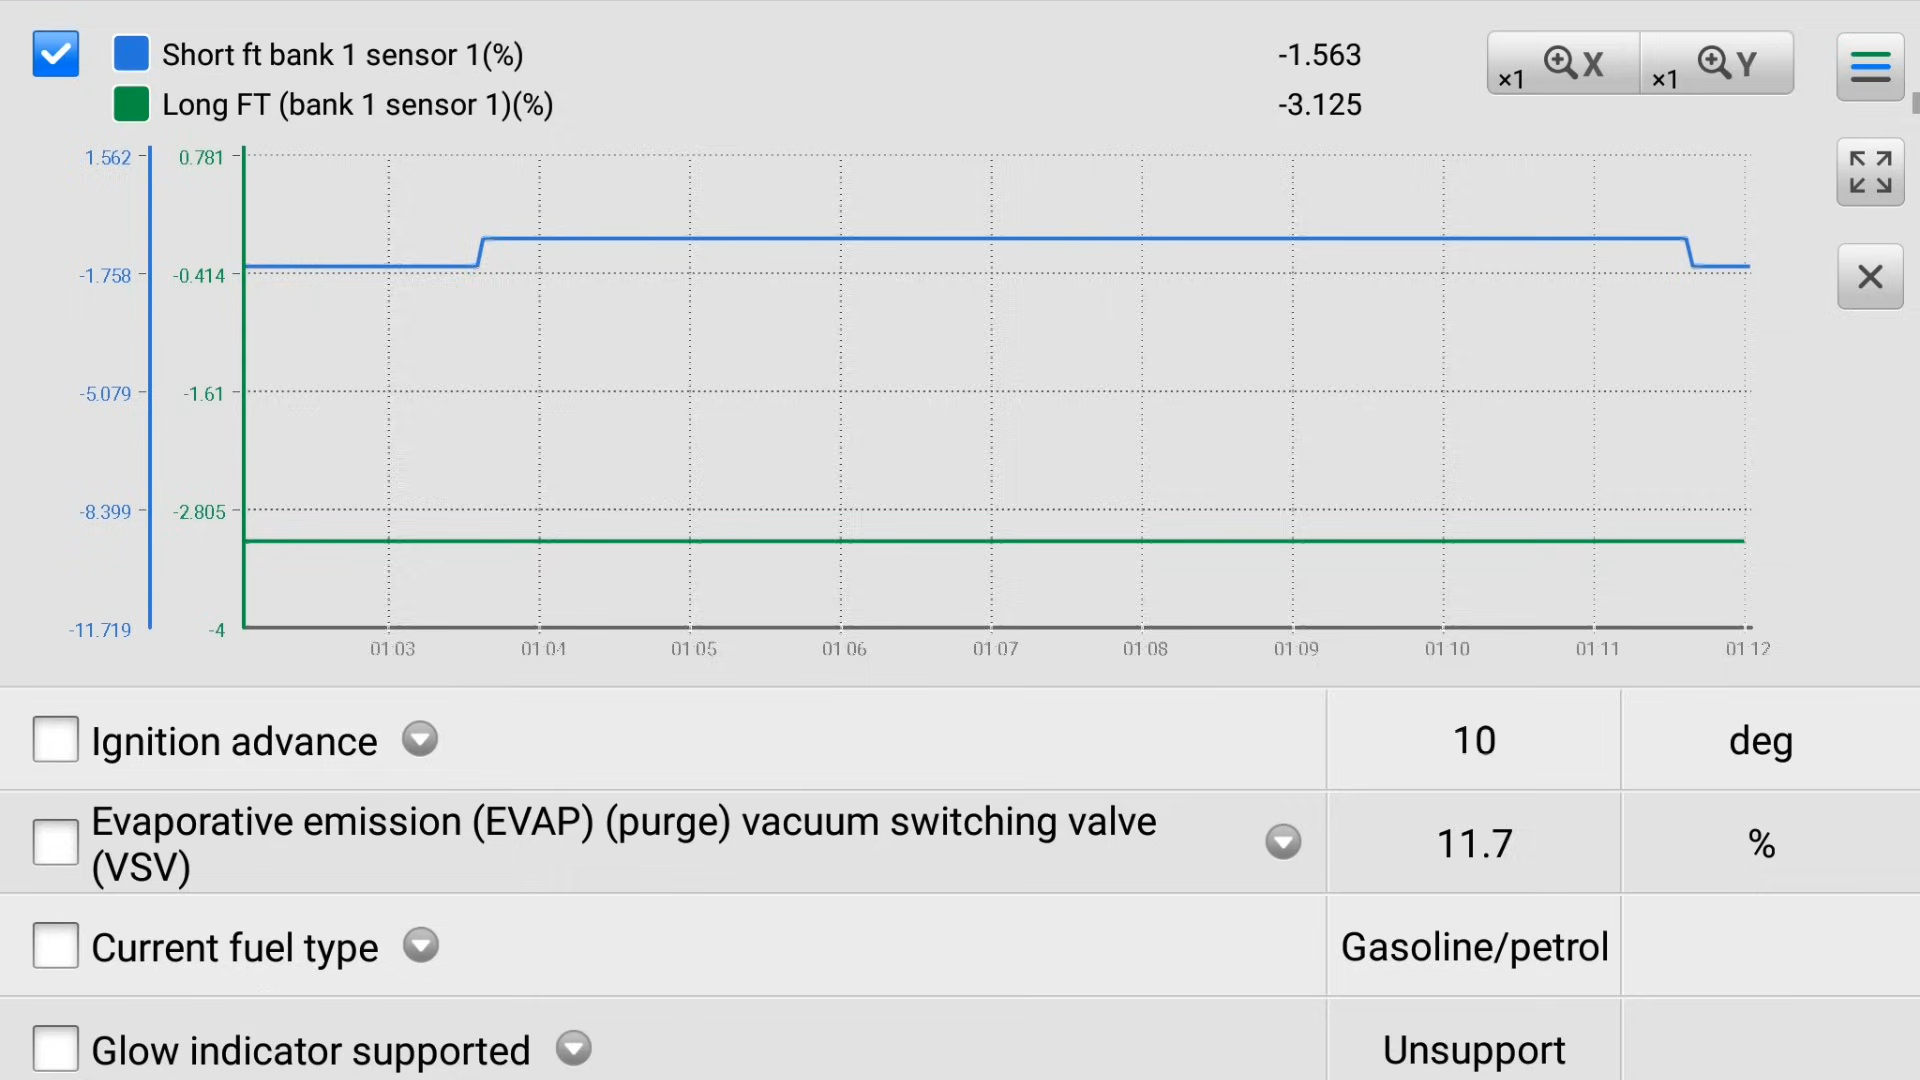 Short ft bank 1 sensor 1(%) -1.563
Long FT (bank 1 sensor 1)(%) -3.125
×1 X ×1 Y
1.562 0.781
-1.758 -0.414
-5.079 -1.61
-8.399 -2.805
-11.719 -4
01:03 01:04 01:05 01:06 01:07 01:08 01:09 01:10 01:11 01:12
Ignition advance 10 deg
Evaporative emission (EVAP) (purge) vacuum switching valve
(VSV) 11.7 %
Current fuel type Gasoline/petrol
Glow indicator supported Unsupport